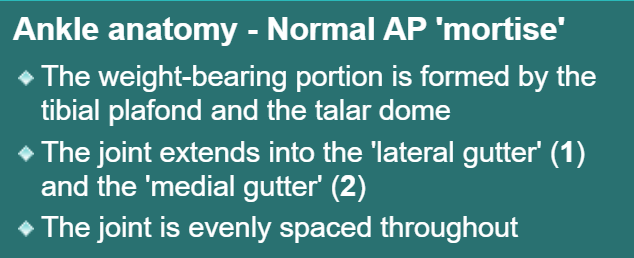 Ankle anatomy - Normal AP 'mortise'
The weight-bearing portion is formed by the
tibial plafond and the talar dome
The joint extends into the 'lateral gutter' (1)
and the 'medial gutter' (2)
The joint is evenly spaced throughout